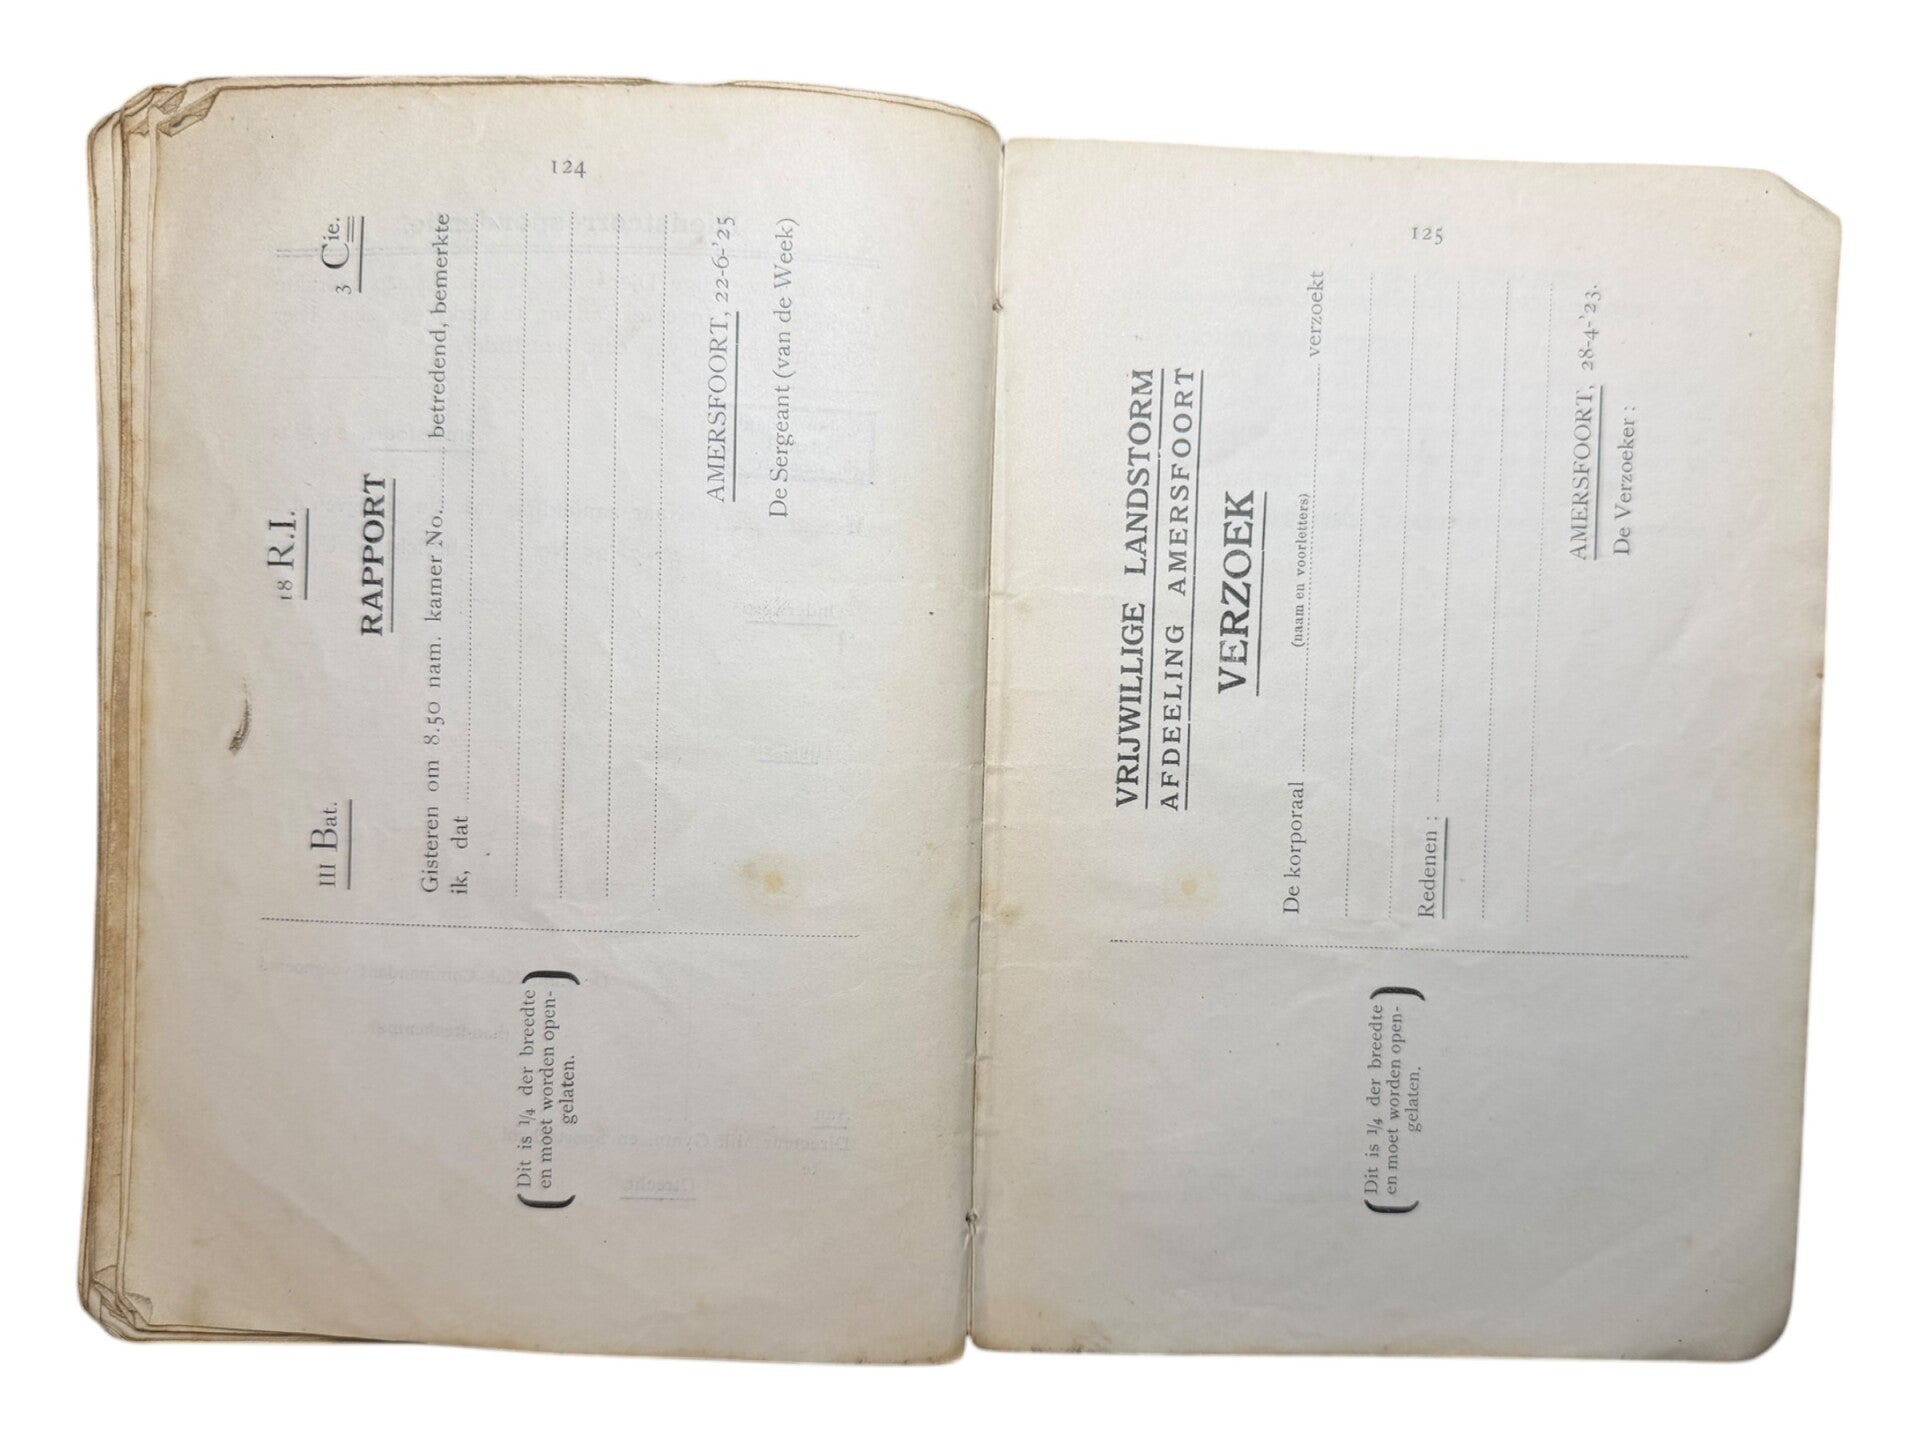 124
18 R.I.
III Bat.
3 Cie.
RAPPORT
Gisteren om 8.50 nam. kamer No. betredend, bemerkte
ik, dat
AMERSFOORT, 22-6-'25
De Sergeant (van de Week)
(Dit is 1/4 der breedte
en moet worden open-
gelaten.)
125
VRIJWILLIGE LANDSTORM
AFDEELING AMERSFOORT
VERZOEK
De korporaal verzoekt
(naam en voorletters)
Redenen :
AMERSFOORT, 28-4-'23.
De Verzoeker :
(Dit is 1/4 der breedte
en moet worden open-
gelaten.)